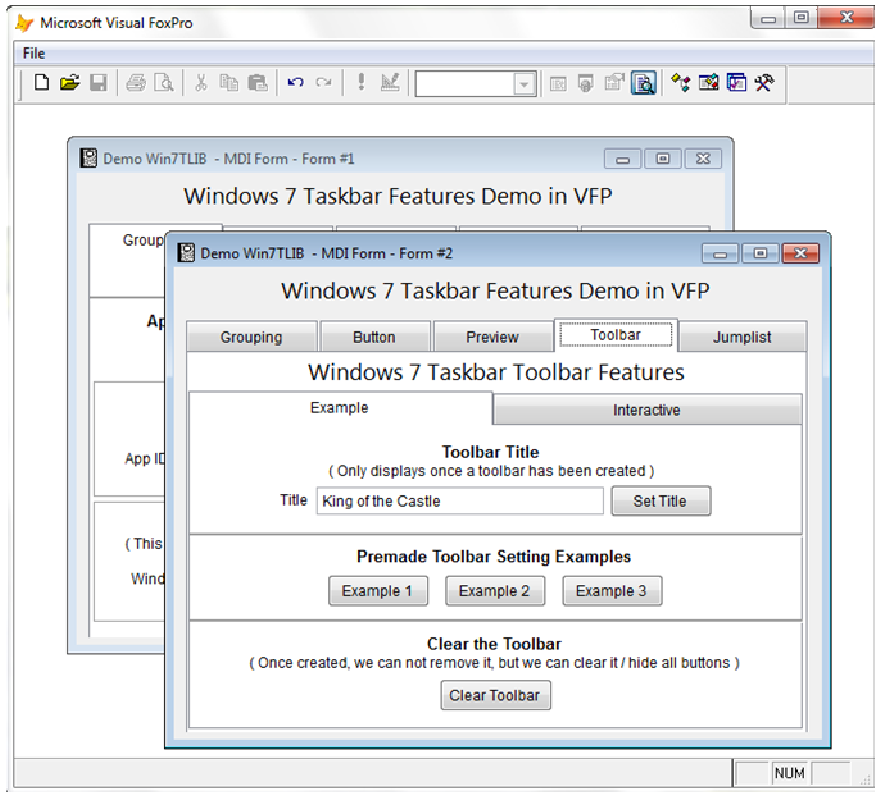 Microsoft Visual FoxPro
File
Demo Win7TLIB - MDI Form - Form #1
Windows 7 Taskbar Features Demo in VFP
Group
Ap
App ID
( This
Wind
Demo Win7TLIB - MDI Form - Form #2
Windows 7 Taskbar Features Demo in VFP
Grouping Button Preview Toolbar Jumplist
Windows 7 Taskbar Toolbar Features
Example Interactive
Toolbar Title
( Only displays once a toolbar has been created )
Title King of the Castle Set Title
Premade Toolbar Setting Examples
Example 1 Example 2 Example 3
Clear the Toolbar
( Once created, we can not remove it, but we can clear it / hide all buttons )
Clear Toolbar
NUM